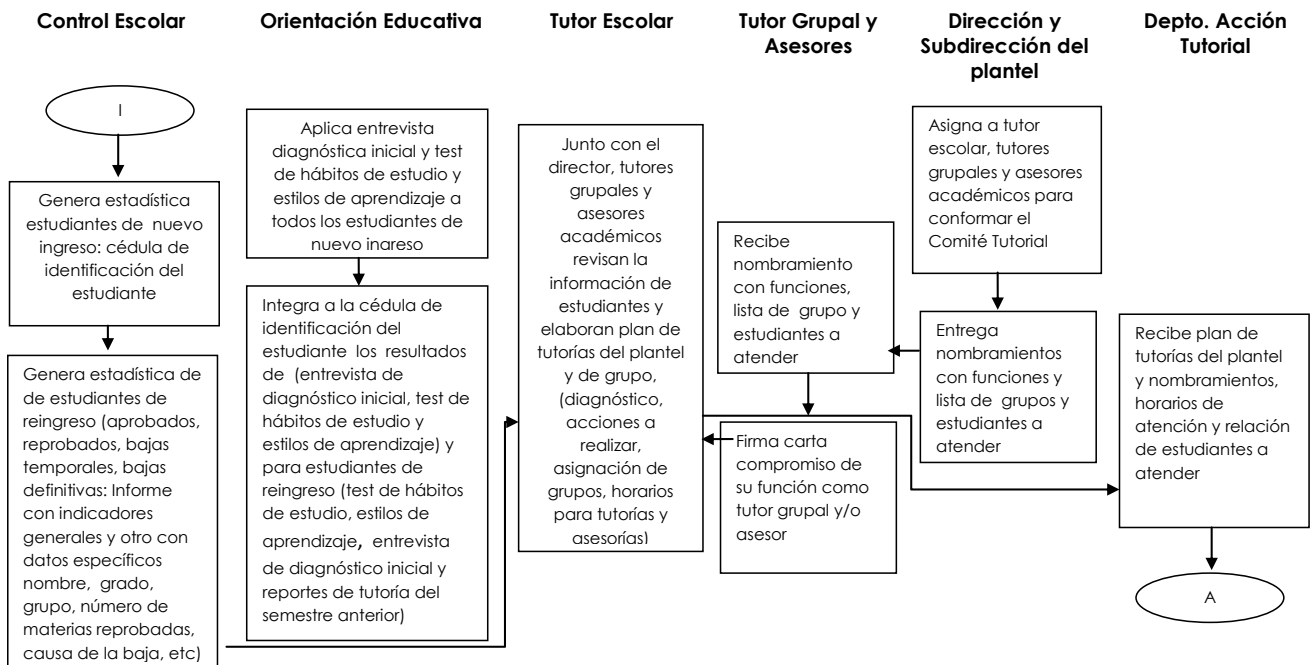 Control Escolar
Orientación Educativa
Tutor Escolar
Tutor Grupal y
Asesores
Dirección y
Subdirección del
plantel
Depto. Acción
Tutorial
I
Genera estadística
estudiantes de nuevo
ingreso: cédula de
identificación del
estudiante
Genera estadística de
de estudiantes de
reingreso (aprobados,
reprobados, bajas
temporales, bajas
definitivas: Informe
con indicadores
generales y otro con
datos específicos
nombre, grado,
grupo, número de
materias reprobadas,
causa de la baja, etc)
Aplica entrevista
diagnóstica inicial y test
de hábitos de estudio y
estilos de aprendizaje a
todos los estudiantes de
nuevo ingreso
Integra a la cédula de
identificación del
estudiante los resultados
de (entrevista de
diagnóstico inicial, test de
hábitos de estudio y
estilos de aprendizaje) y
para estudiantes de
reingreso (test de hábitos
de estudio, estilos de
aprendizaje, entrevista
de diagnóstico inicial y
reportes de tutoría del
semestre anterior)
Junto con el
director, tutores
grupales y
asesores
académicos
revisan la
información de
estudiantes y
elaboran plan de
tutorías del plantel
y de grupo,
(diagnóstico,
acciones a
realizar,
asignación de
grupos, horarios
para tutorías y
asesorías)
Recibe
nombramiento
con funciones,
lista de grupo y
estudiantes a
atender
Firma carta
compromiso de
su función como
tutor grupal y/o
asesor
Asigna a tutor
escolar, tutores
grupales y asesores
académicos para
conformar el
Comité Tutorial
Entrega
nombramientos
con funciones y
lista de grupos y
estudiantes a
atender
Recibe plan de
tutorías del plantel
y nombramientos,
horarios de
atención y relación
de estudiantes a
atender
A